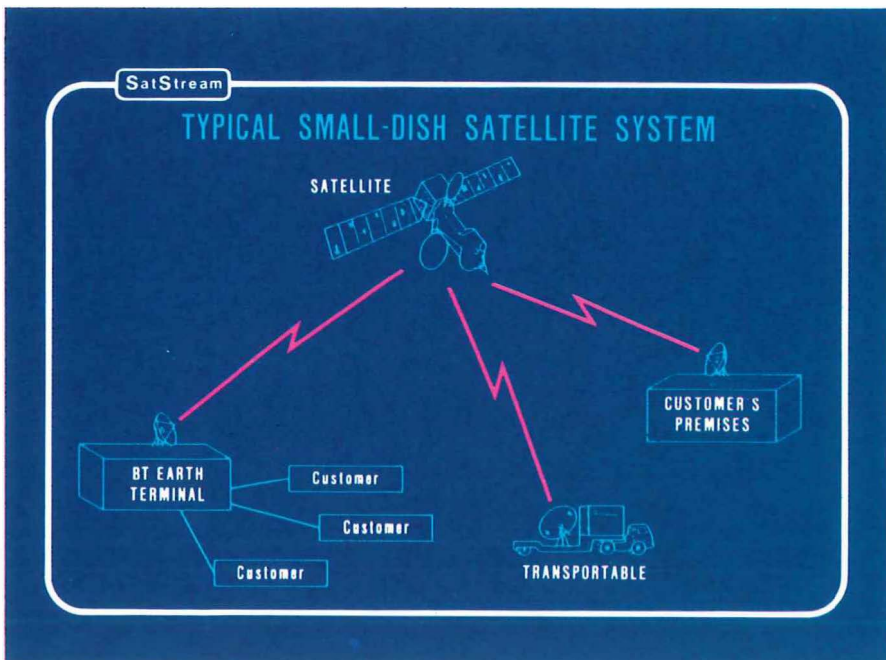 SatStream
TYPICAL SMALL-DISH SATELLITE SYSTEM
SATELLITE
CUSTOMER S
PREMISES
BT EARTH
TERMINAL
Customer
Customer
Customer
TRANSPORTABLE